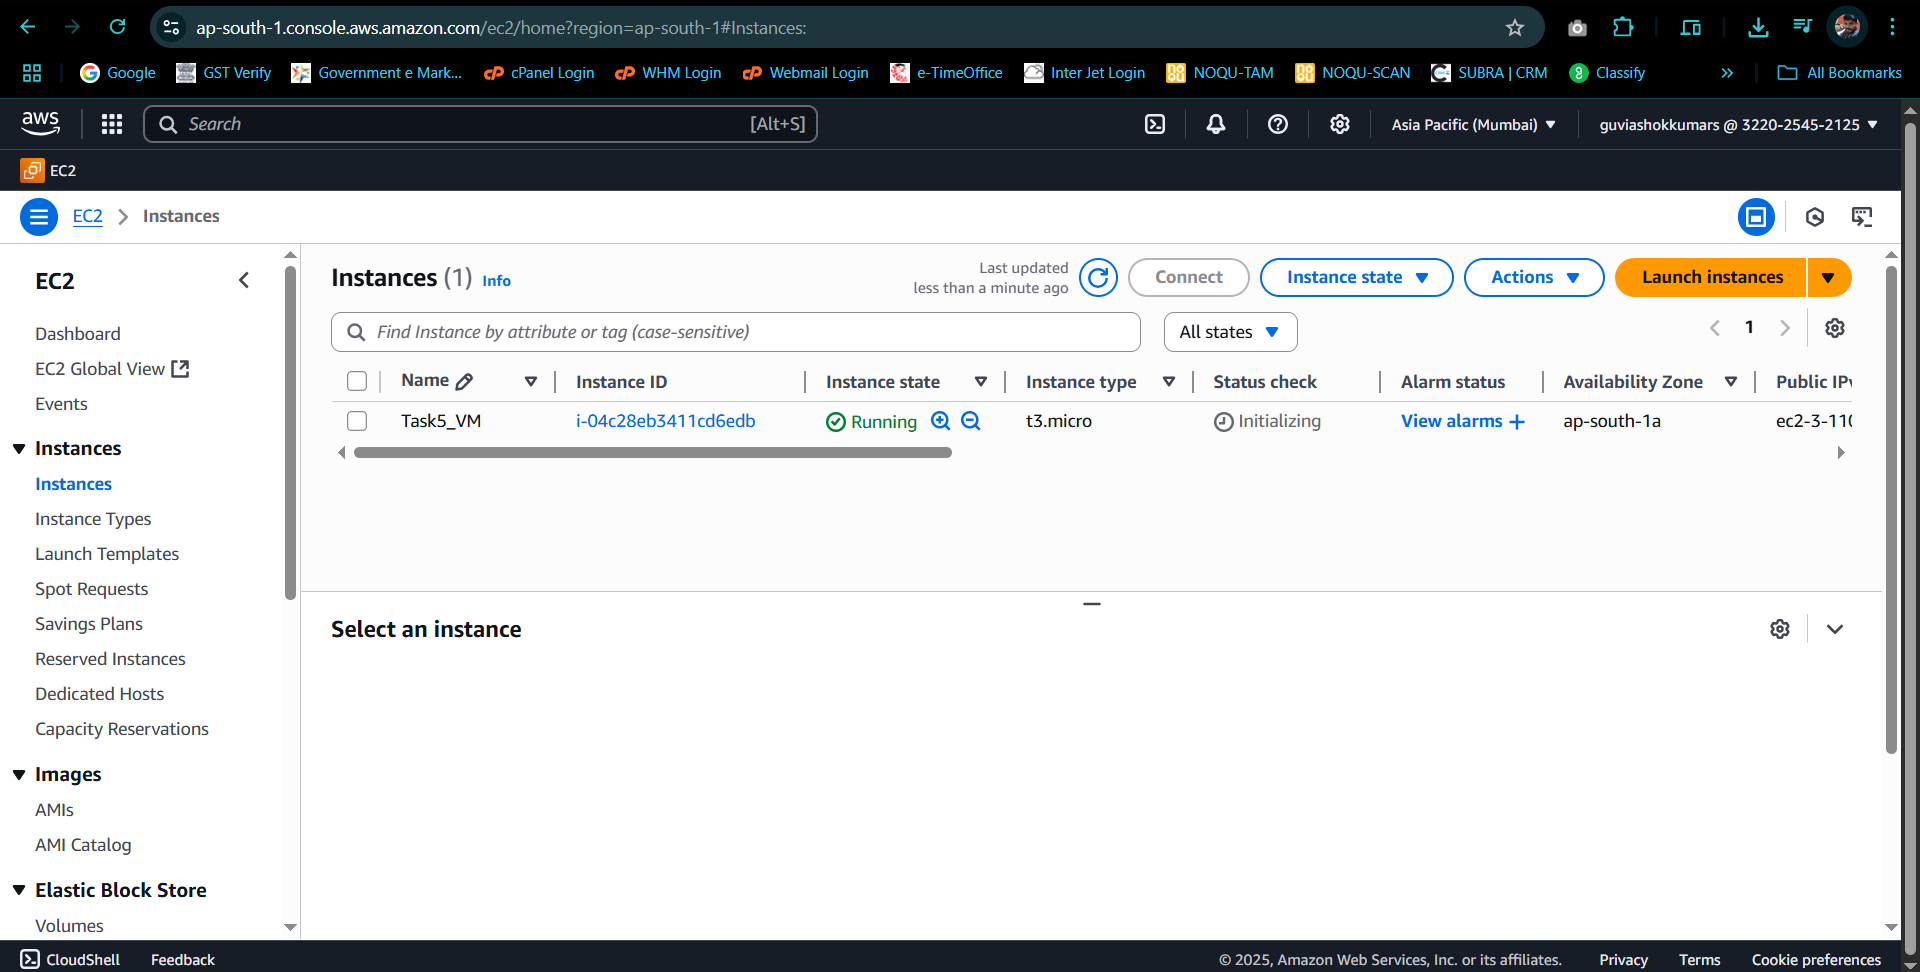 ap-south-1.console.aws.amazon.com/ec2/home?region=ap-south-1#Instances:
Google GST Verify Government e Mark... cPanel Login WHM Login Webmail Login e-TimeOffice Inter Jet Login NOQU-TAM NOQU-SCAN SUBRA | CRM Classify » All Bookmarks
aws Search [Alt+S] Asia Pacific (Mumbai) guviashokkumars @ 3220-2545-2125
EC2
EC2 Instances
EC2
Dashboard
EC2 Global View
Events
Instances
Instances
Instance Types
Launch Templates
Spot Requests
Savings Plans
Reserved Instances
Dedicated Hosts
Capacity Reservations
Images
AMIs
AMI Catalog
Elastic Block Store
Volumes
Instances (1) Info
Last updated
less than a minute ago
Connect Instance state Actions Launch instances
Find Instance by attribute or tag (case-sensitive) All states 1
Name Instance ID Instance state Instance type Status check Alarm status Availability Zone Public IPv
Task5_VM i-04c28eb3411cd6edb Running t3.micro Initializing View alarms + ap-south-1a ec2-3-110
Select an instance
CloudShell Feedback © 2025, Amazon Web Services, Inc. or its affiliates. Privacy Terms Cookie preferences